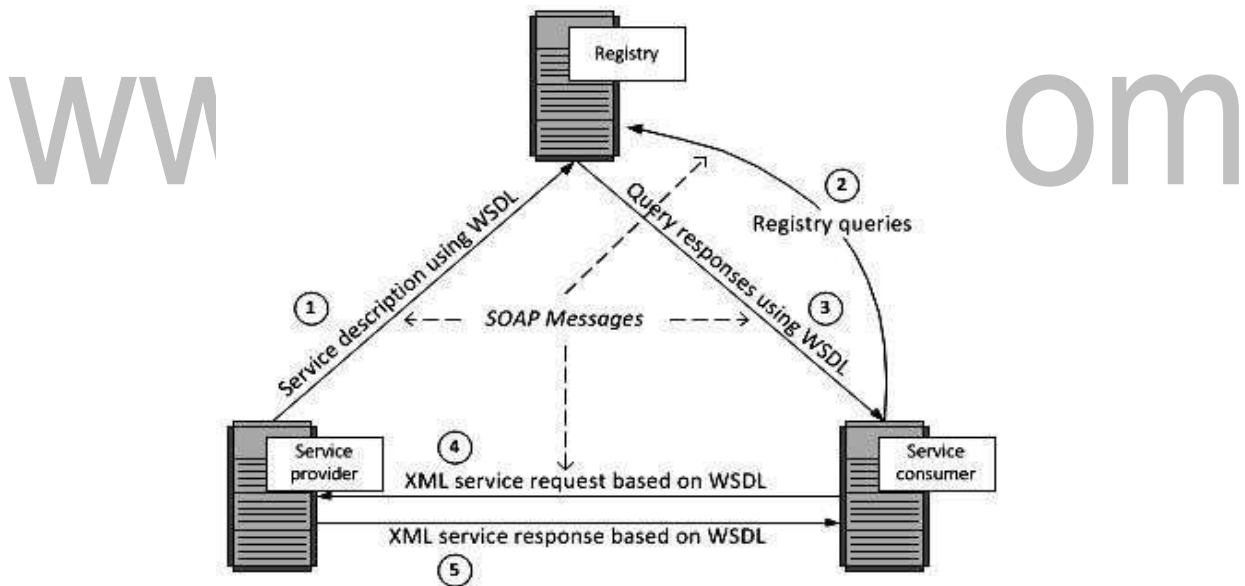 Registry
ww
om
2
Registry queries
Service description using WSDL
1
Query responses using WSDL
3
SOAP Messages
Service
provider
4
XML service request based on WSDL
Service
consumer
XML service response based on WSDL
5